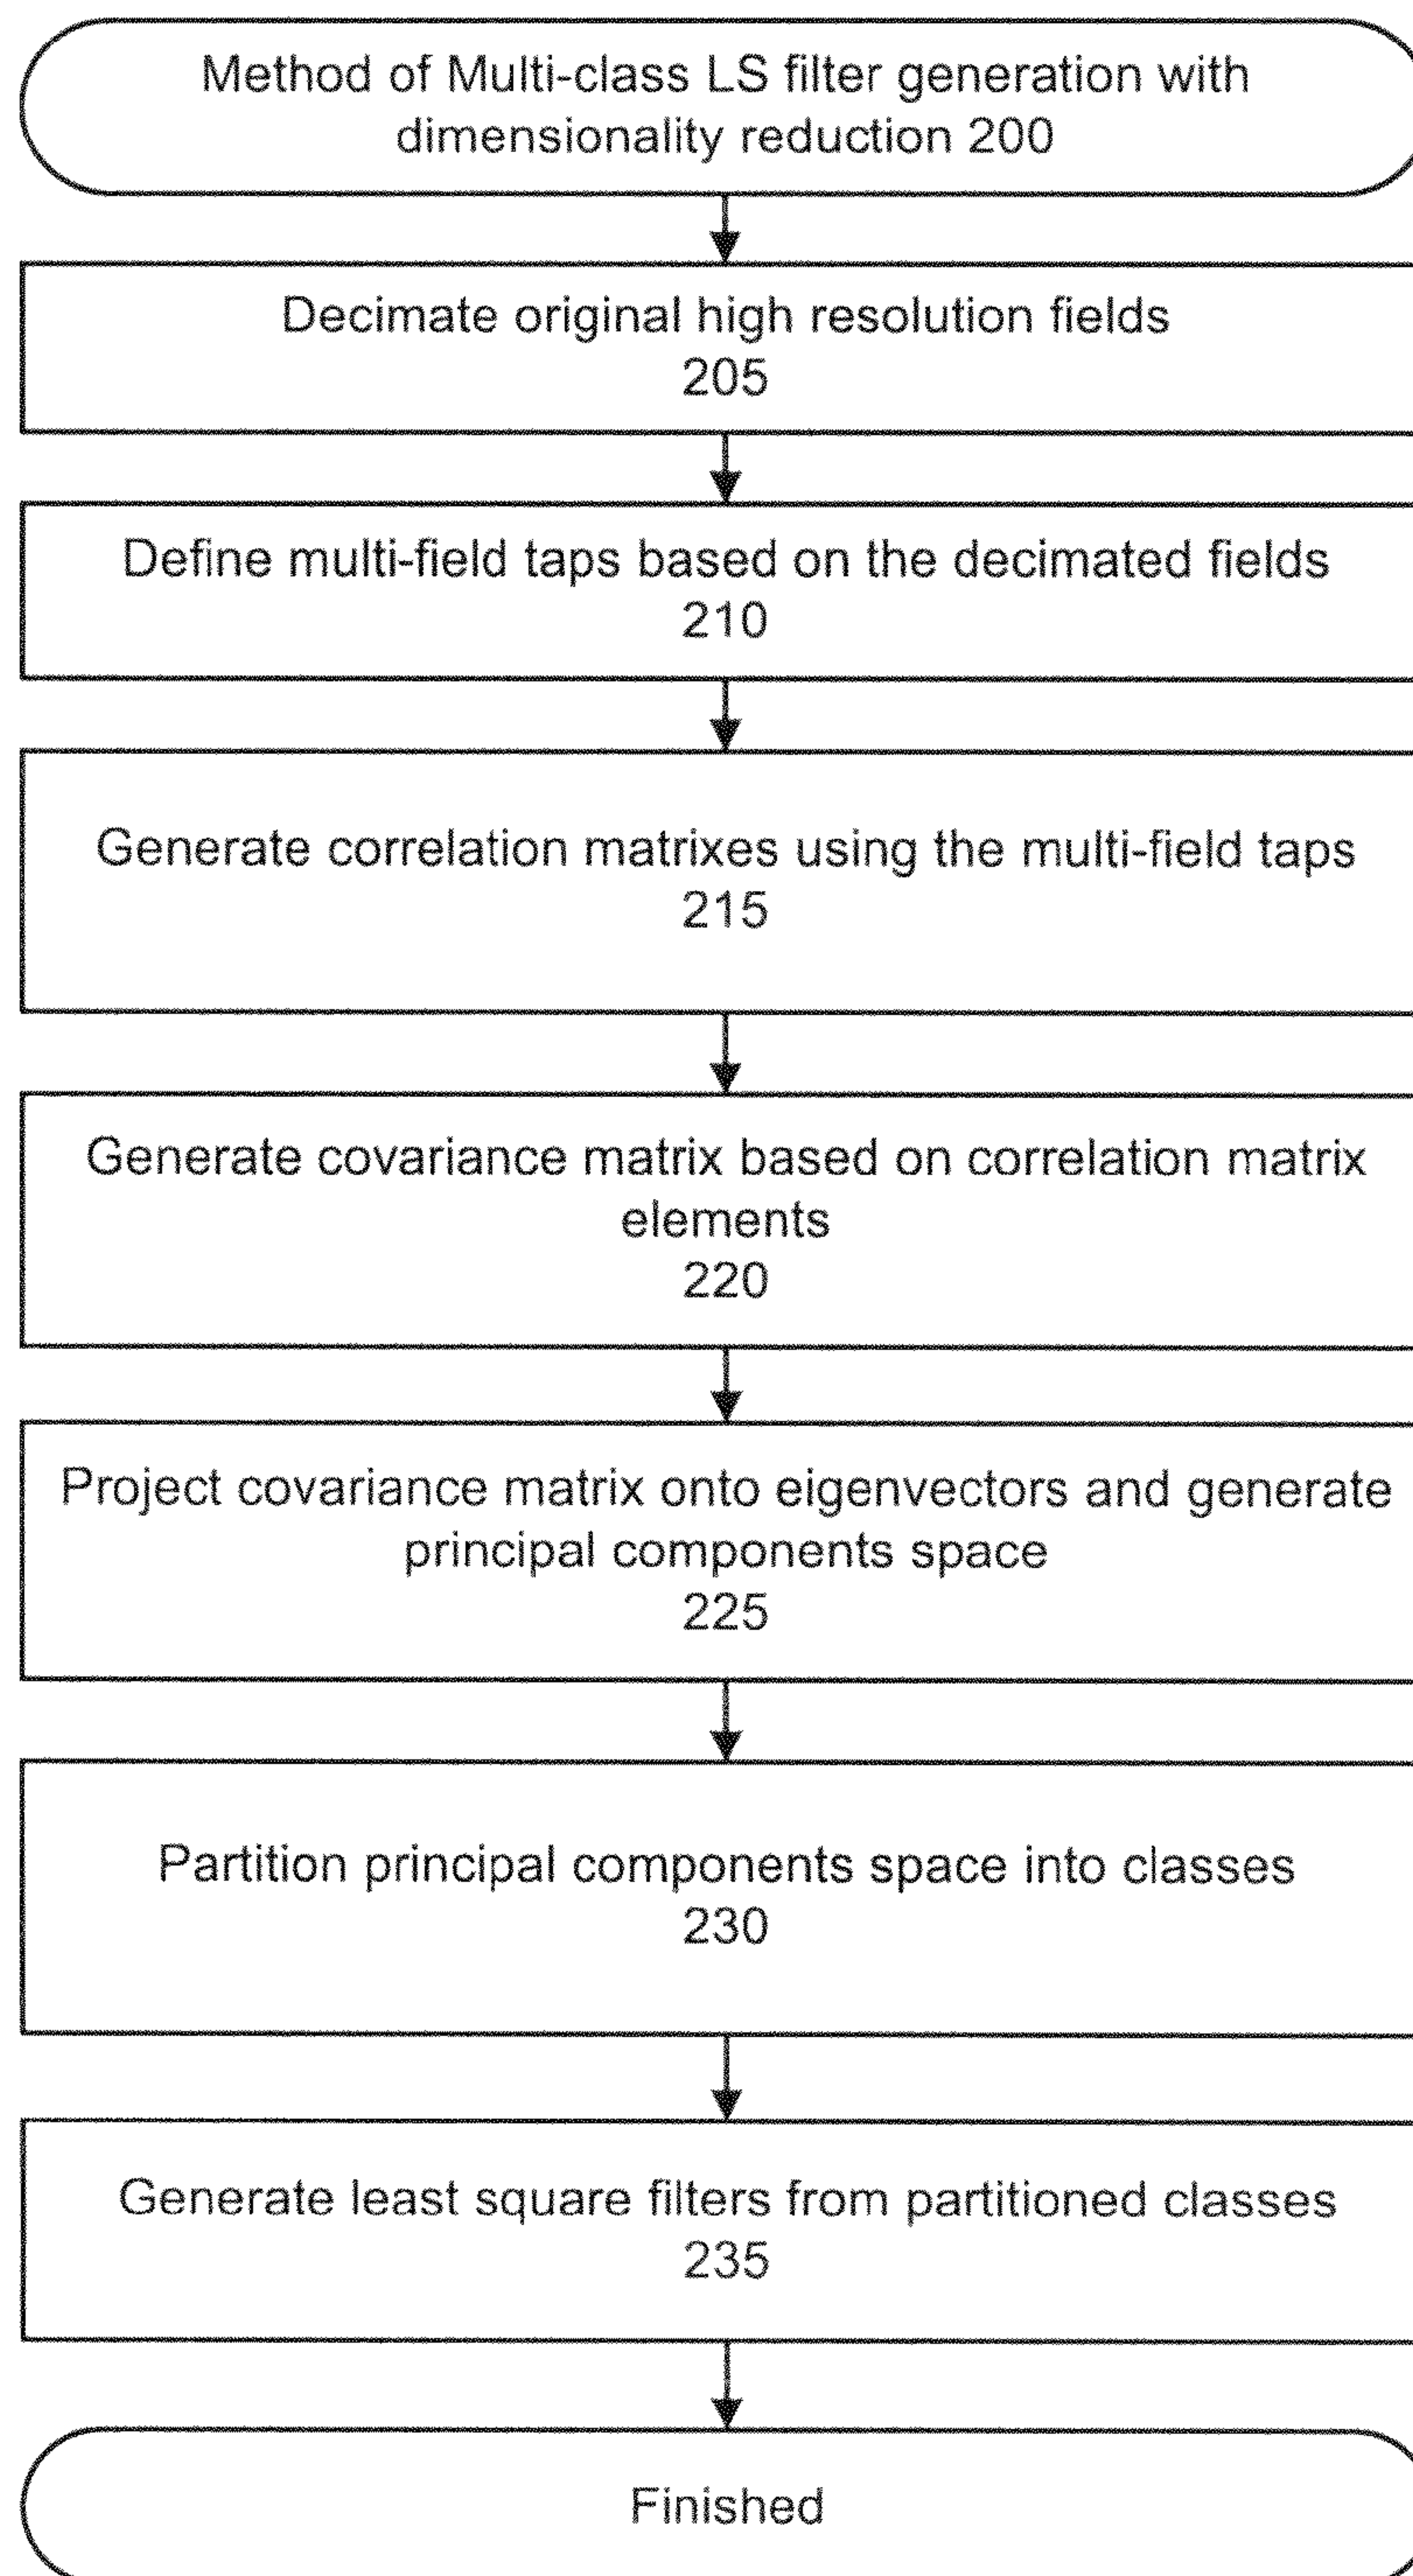 Method of Multi-class LS filter generation with
dimensionality reduction 200
Decimate original high resolution fields
205
Define multi-field taps based on the decimated fields
210
Generate correlation matrixes using the multi-field taps
215
Generate covariance matrix based on correlation matrix
elements
220
Project covariance matrix onto eigenvectors and generate
principal components space
225
Partition principal components space into classes
230
Generate least square filters from partitioned classes
235
Finished